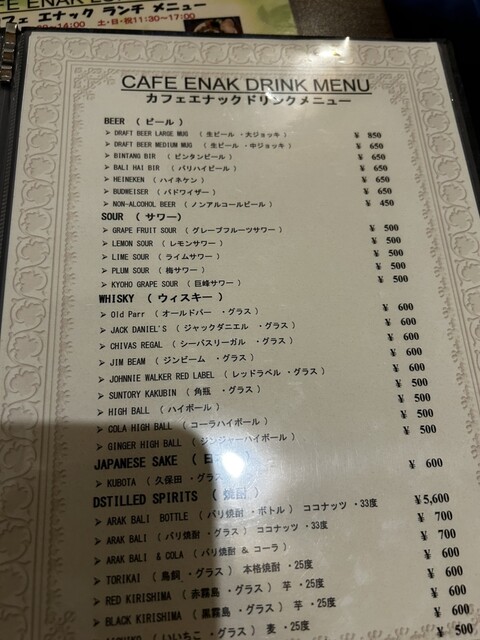 フェ エナック ランチ メニュー
CAFE ENAK DRINK MENU
カフェエナックドリンクメニュー
BEER （ビール）
➢ DRAFT BEER LARGE MUG （生ビール ・大ジョッキ） ¥ 850
➢ DRAFT BEER MEDIUM MUG （生ビール ・中ジョッキ） ¥ 650
➢ BINTANG BIR （ビンタンビール） ¥ 650
➢ BALI HAI BIR （バリハイビール） ¥ 650
➢ HEINEKEN （ハイネケン） ¥ 650
➢ BUDWEISER （バドワイザー） ¥ 650
➢ NON-ALCOHOL BEER （ノンアルコールビール） ¥ 450
SOUR （サワー）
➢ GRAPE FRUIT SOUR （グレープフルーツサワー） ¥ 500
➢ LEMON SOUR （レモンサワー） ¥ 500
➢ LIME SOUR （ライムサワー） ¥ 500
➢ PLUM SOUR （梅サワー） ¥ 500
➢ KYOHO GRAPE SOUR （巨峰サワー） ¥ 500
WHISKY （ウィスキー）
➢ Old Parr （オールドパー ・グラス） ¥ 600
➢ JACK DANIEL'S （ジャックダニエル ・グラス） ¥ 600
➢ CHIVAS REGAL （シーバスリーガル ・グラス） ¥ 600
➢ JIM BEAM （ジンビーム ・グラス） ¥ 600
➢ JOHNNIE WALKER RED LABEL （レッドラベル ・グラス） ¥ 600
➢ SUNTORY KAKUBIN （角瓶 ・グラス） ¥ 500
➢ HIGH BALL （ハイボール） ¥ 500
➢ COLA HIGH BALL （コーラハイボール） ¥ 500
➢ GINGER HIGH BALL （ジンジャーハイボール） ¥ 500
JAPANESE SAKE
➢ KUBOTA （久保田 ・グラス ¥ 600
DSTILLED SPIRITS （焼酎）
➢ ARAK BALI BOTTLE （バリ焼酎 ・ボトル） ココナッツ ・33度 ¥5,600
➢ ARAK BALI （バリ焼酎 ・グラス） ココナッツ ・33度 ¥ 700
➢ ARAK BALI & COLA （バリ焼酎 & コーラ） ¥ 700
➢ TORIKAI （鳥飼 ・グラス） 本格焼酎 ・25度 ¥ 600
➢ RED KIRISHIMA （赤霧島 ・グラス） 芋 ・25度 ¥ 600
➢ BLACK KIRISHIMA （黒霧島 ・グラス） 芋 ・25度 ¥ 600
（いいちこ ・グラス） 麦 ・25度 ¥ 500